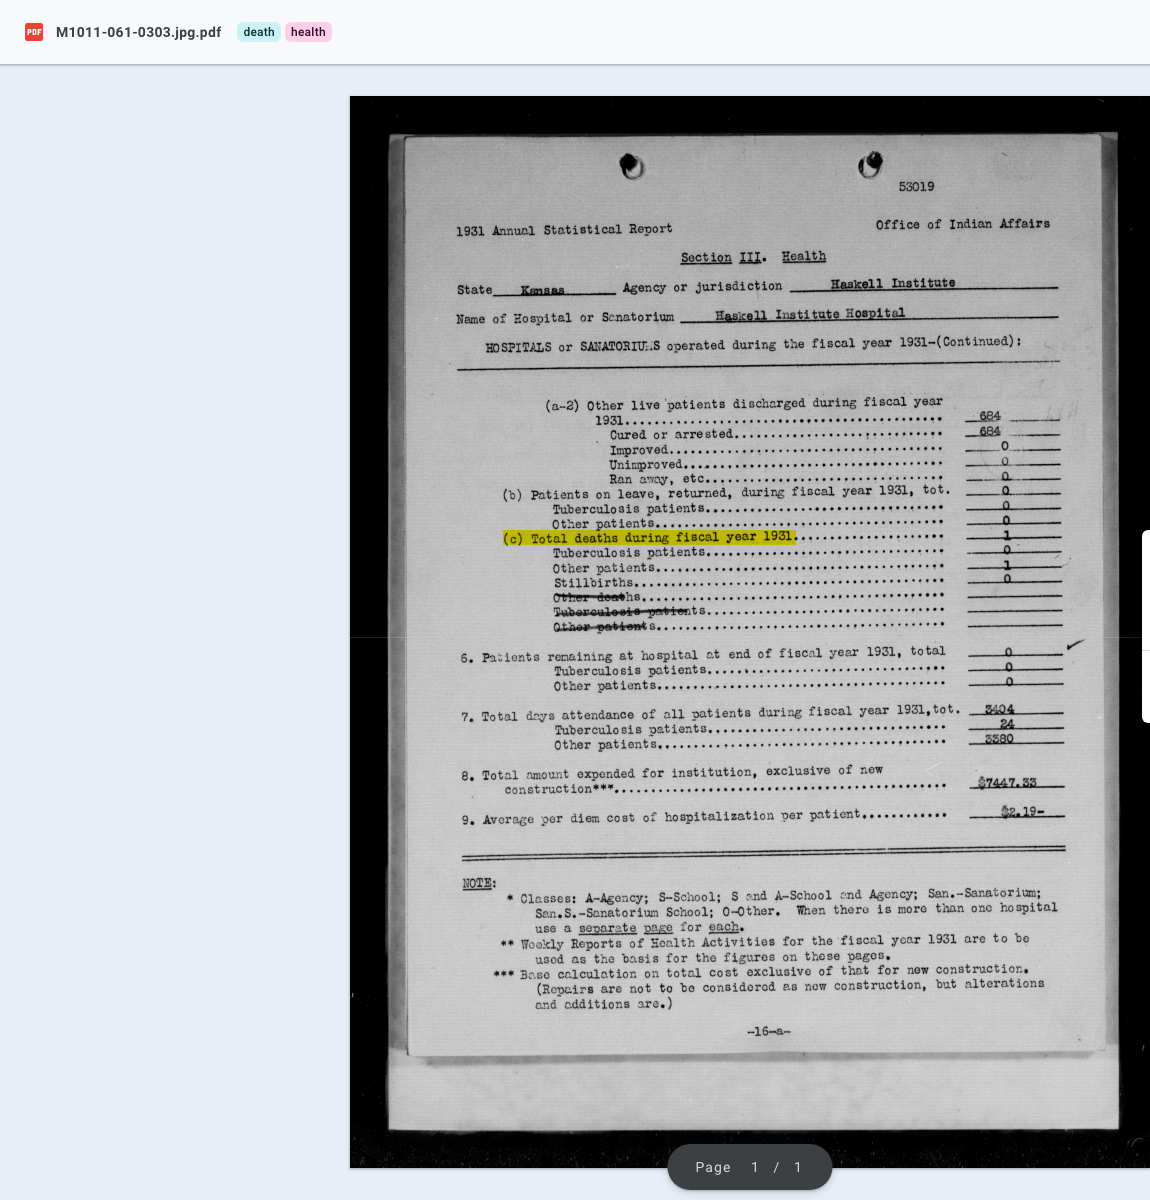 PDF M1011-061-0303.jpg.pdf death health
53019
1931 Annual Statistical Report Office of Indian Affairs
Section III. Health
State Kansas Agency or jurisdiction Haskell Institute
Name of Hospital or Sanatorium Haskell Institute Hospital
HOSPITALS or SANATORIUMS operated during the fiscal year 1931-(Continued):
(a-2) Other live patients discharged during fiscal year
1931........................................ 684
Cured or arrested............................. 684
Improved...................................... 0
Unimproved.................................... 0
Ran away, etc................................. 0
(b) Patients on leave, returned, during fiscal year 1931, tot. 0
Tuberculosis patients................................. 0
Other patients........................................ 0
(c) Total deaths during fiscal year 1931..................... 1
Tuberculosis patients................................. 0
Other patients........................................ 1
Stillbirths........................................... 0
Other deaths..........................................
Tuberculosis patients.................................
Other patients........................................
6. Patients remaining at hospital at end of fiscal year 1931, total 0
Tuberculosis patients................................. 0
Other patients........................................ 0
7. Total days attendance of all patients during fiscal year 1931,tot. 3404
Tuberculosis patients................................. 24
Other patients........................................ 3380
8. Total amount expended for institution, exclusive of new
construction***.............................................. $7447.33
9. Average per diem cost of hospitalization per patient............ $2.19-
NOTE:
* Classes: A-Agency; S-School; S and A-School and Agency; San.-Sanatorium;
San.S.-Sanatorium School; O-Other. When there is more than one hospital
use a separate page for each.
** Weekly Reports of Health Activities for the fiscal year 1931 are to be
used as the basis for the figures on these pages.
*** Base calculation on total cost exclusive of that for new construction.
(Repairs are not to be considered as new construction, but alterations
and additions are.)
-16-a-
Page 1 / 1